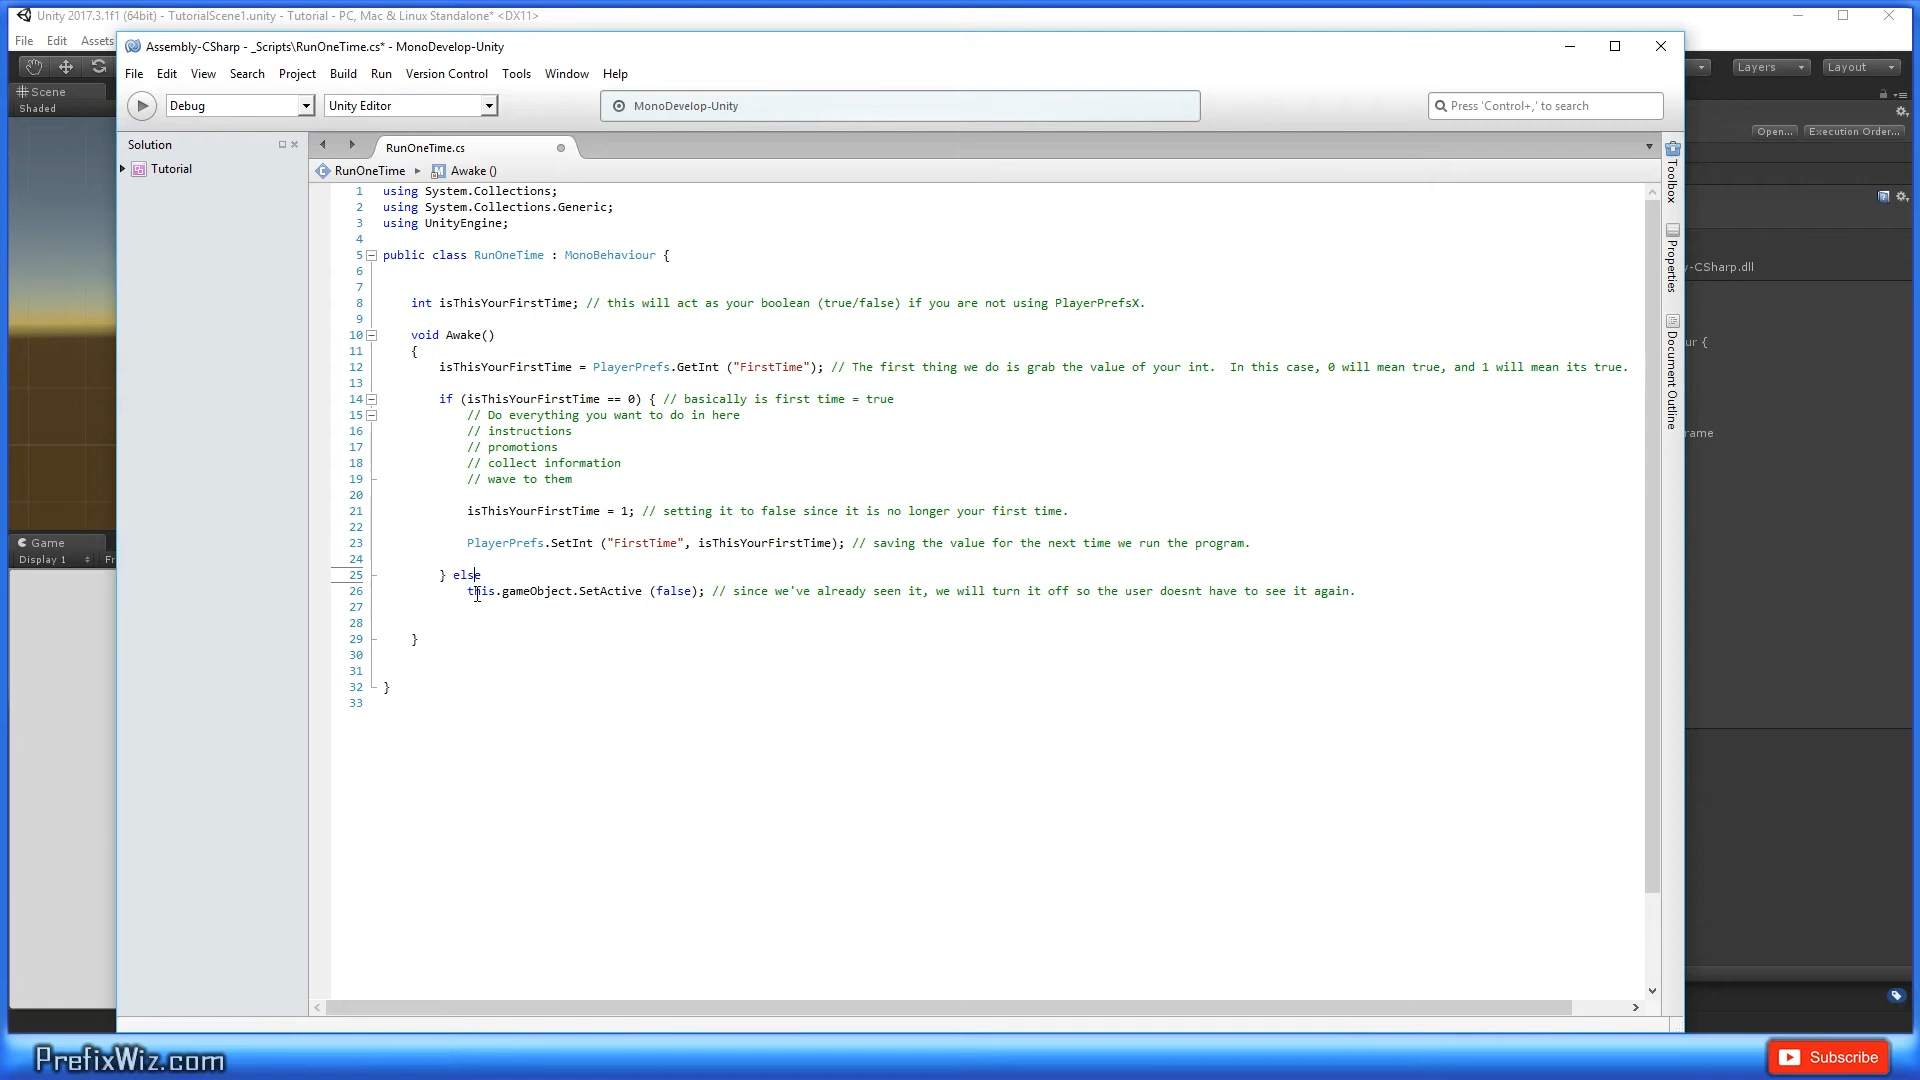 Unity 2017.3.1f1 (64bit) - TutorialScene1.unity - Tutorial - PC, Mac & Linux Standalone* <DX11>
File Edit Assets
Layers Layout
Scene
Shaded
Open... Execution Order...
-CSharp.dll
ur {
rame
Game
Display 1 Fr
Assembly-CSharp - _Scripts\RunOneTime.cs* - MonoDevelop-Unity
File Edit View Search Project Build Run Version Control Tools Window Help
Debug Unity Editor MonoDevelop-Unity Press 'Control+,' to search
Solution
Tutorial
RunOneTime.cs
RunOneTime Awake ()
Toolbox
Properties
Document Outline
1 using System.Collections;
2 using System.Collections.Generic;
3 using UnityEngine;
4
5 public class RunOneTime : MonoBehaviour {
6
7
8 int isThisYourFirstTime; // this will act as your boolean (true/false) if you are not using PlayerPrefsX.
9
10 void Awake()
11 {
12 isThisYourFirstTime = PlayerPrefs.GetInt ("FirstTime"); // The first thing we do is grab the value of your int.  In this case, 0 will mean true, and 1 will mean its true.
13
14 if (isThisYourFirstTime == 0) { // basically is first time = true
15 // Do everything you want to do in here
16 // instructions
17 // promotions
18 // collect information
19 // wave to them
20
21 isThisYourFirstTime = 1; // setting it to false since it is no longer your first time.
22
23 PlayerPrefs.SetInt ("FirstTime", isThisYourFirstTime); // saving the value for the next time we run the program.
24
25 } else
26 this.gameObject.SetActive (false); // since we've already seen it, we will turn it off so the user doesnt have to see it again.
27
28
29 }
30
31
32 }
33
PrefixWiz.com
Subscribe